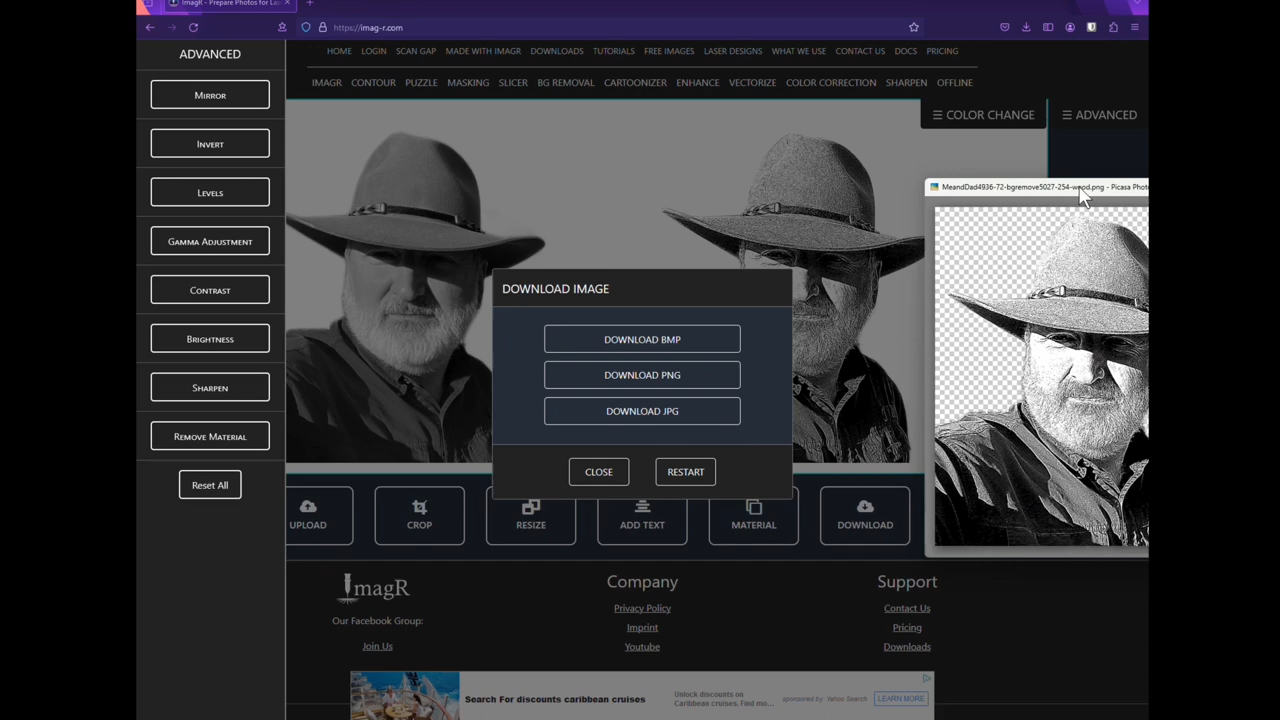 ImagR - Prepare Photos for Las
https://imag-r.com
ADVANCED
MIRROR
INVERT
LEVELS
GAMMA ADJUSTMENT
CONTRAST
BRIGHTNESS
SHARPEN
REMOVE MATERIAL
Reset All
HOME LOGIN SCAN GAP MADE WITH IMAGR DOWNLOADS TUTORIALS FREE IMAGES LASER DESIGNS WHAT WE USE CONTACT US DOCS PRICING
IMAGR CONTOUR PUZZLE MASKING SLICER BG REMOVAL CARTOONIZER ENHANCE VECTORIZE COLOR CORRECTION SHARPEN OFFLINE
☰ COLOR CHANGE ☰ ADVANCED
MeandDad4936-72-bgremove5027-254-wood.png - Picasa Phot
DOWNLOAD IMAGE
DOWNLOAD BMP
DOWNLOAD PNG
DOWNLOAD JPG
CLOSE RESTART
UPLOAD CROP RESIZE ADD TEXT MATERIAL DOWNLOAD
ImagR
Our Facebook Group:
Join Us
Company
Privacy Policy
Imprint
Youtube
Support
Contact Us
Pricing
Downloads
Search For discounts caribbean cruises
Unlock discounts on
Caribbean cruises. Find mo...
sponsored by: Yahoo Search
LEARN MORE